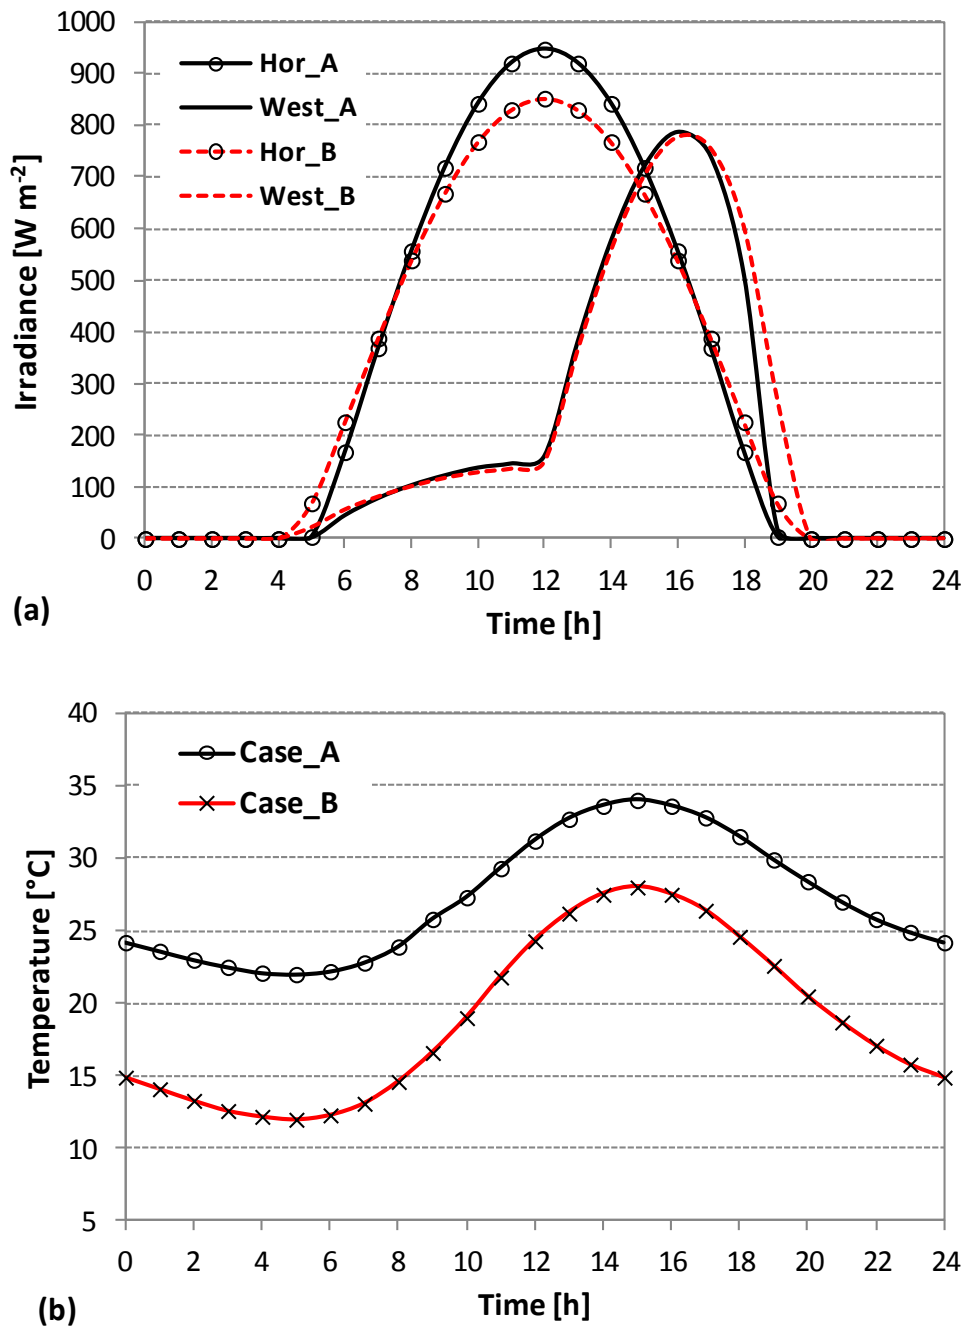 1000
900
800
700
600
500
400
300
200
100
0
Irradiance [W m⁻²]
Hor_A
West_A
Hor_B
West_B
0 2 4 6 8 10 12 14 16 18 20 22 24
Time [h]
(a)
40
35
30
25
20
15
10
5
Temperature [°C]
Case_A
Case_B
0 2 4 6 8 10 12 14 16 18 20 22 24
Time [h]
(b)